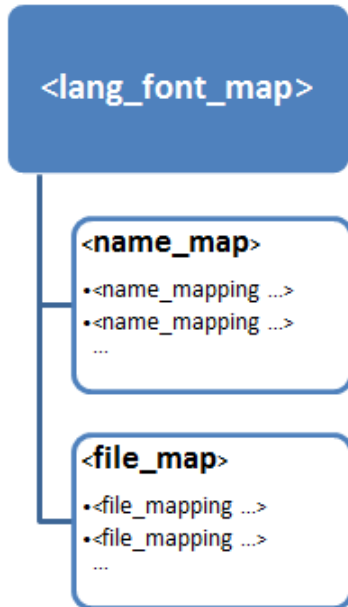 <lang_font_map>
<name_map>
•<name_mapping ...>
•<name_mapping ...>
...
<file_map>
•<file_mapping ...>
•<file_mapping ...>
...